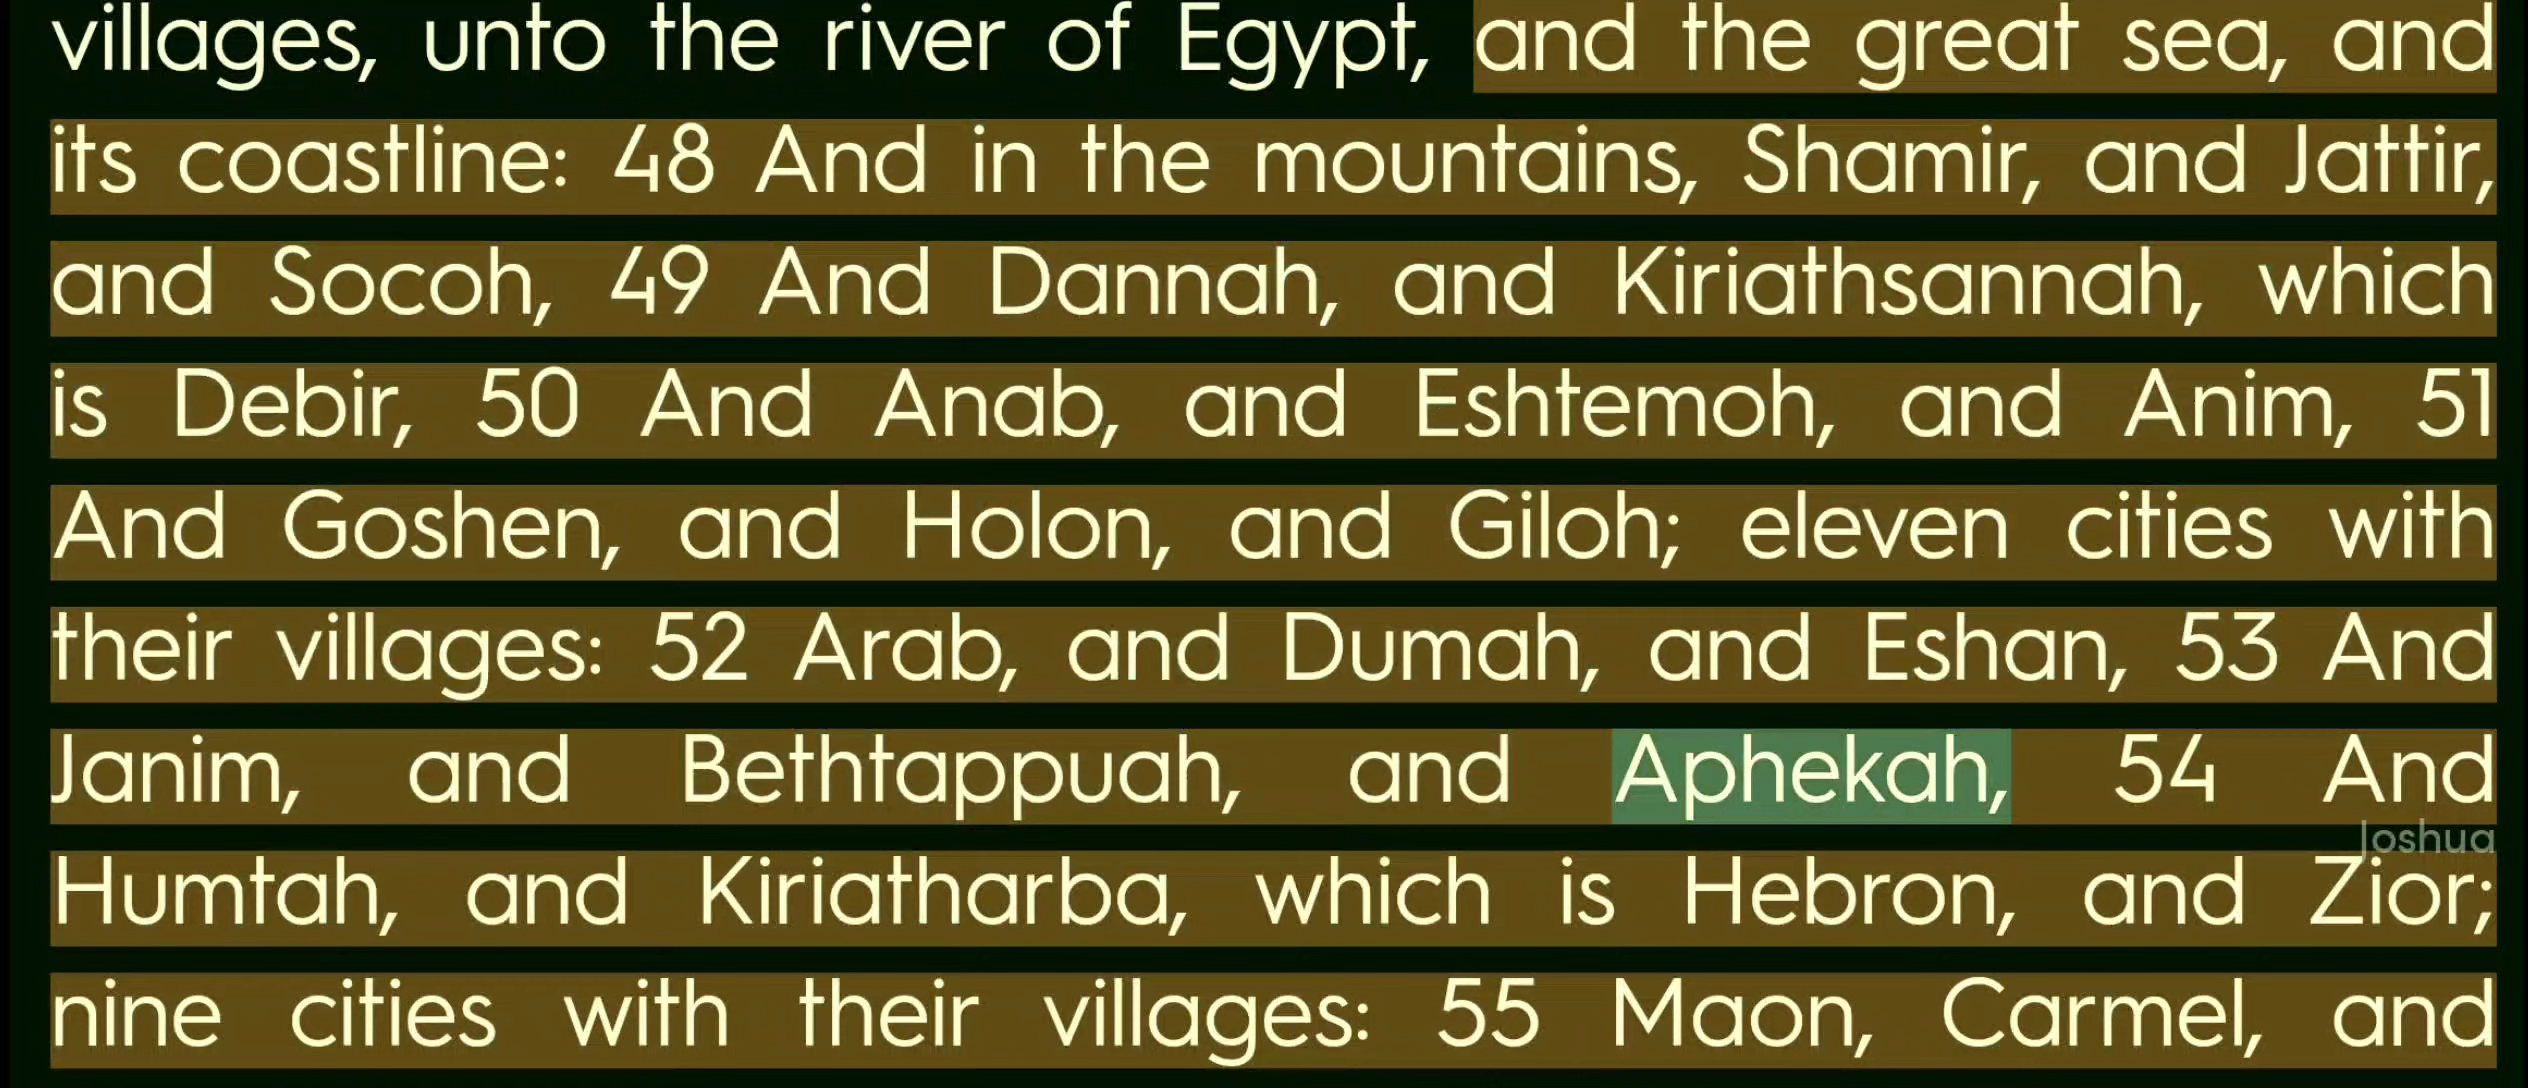 villages, unto the river of Egypt, and the great sea, and
its coastline: 48 And in the mountains, Shamir, and Jattir,
and Socoh, 49 And Dannah, and Kiriathsannah, which
is Debir, 50 And Anab, and Eshtemoh, and Anim, 51
And Goshen, and Holon, and Giloh; eleven cities with
their villages: 52 Arab, and Dumah, and Eshan, 53 And
Janim, and Bethtappuah, and Aphekah, 54 And
Joshua
Humtah, and Kiriatharba, which is Hebron, and Zior;
nine cities with their villages: 55 Maon, Carmel, and